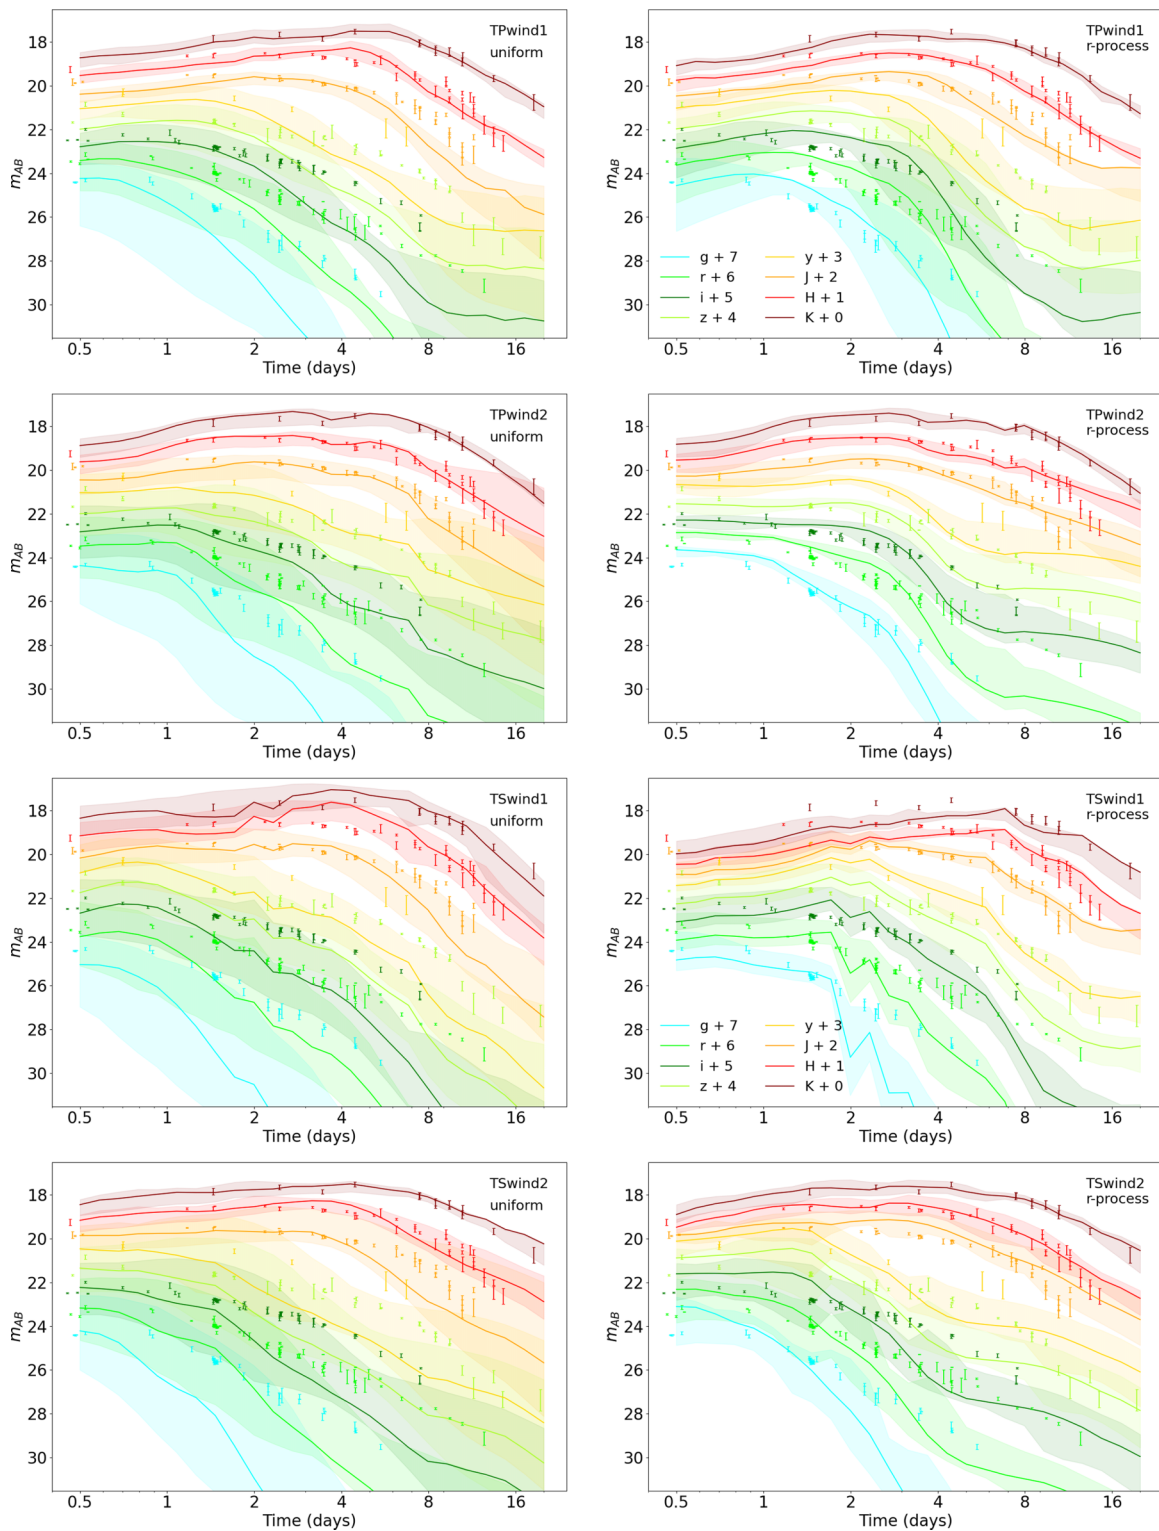 TPwind1
uniform
18
20
22
24
26
28
30
m_AB
0.5 1 2 4 8 16
Time (days)
TPwind1
r-process
18
20
22
24
26
28
30
m_AB
g + 7 y + 3
r + 6 J + 2
i + 5 H + 1
z + 4 K + 0
0.5 1 2 4 8 16
Time (days)
TPwind2
uniform
18
20
22
24
26
28
30
m_AB
0.5 1 2 4 8 16
Time (days)
TPwind2
r-process
18
20
22
24
26
28
30
m_AB
0.5 1 2 4 8 16
Time (days)
TSwind1
uniform
18
20
22
24
26
28
30
m_AB
0.5 1 2 4 8 16
Time (days)
TSwind1
r-process
18
20
22
24
26
28
30
m_AB
g + 7 y + 3
r + 6 J + 2
i + 5 H + 1
z + 4 K + 0
0.5 1 2 4 8 16
Time (days)
TSwind2
uniform
18
20
22
24
26
28
30
m_AB
0.5 1 2 4 8 16
Time (days)
TSwind2
r-process
18
20
22
24
26
28
30
m_AB
0.5 1 2 4 8 16
Time (days)